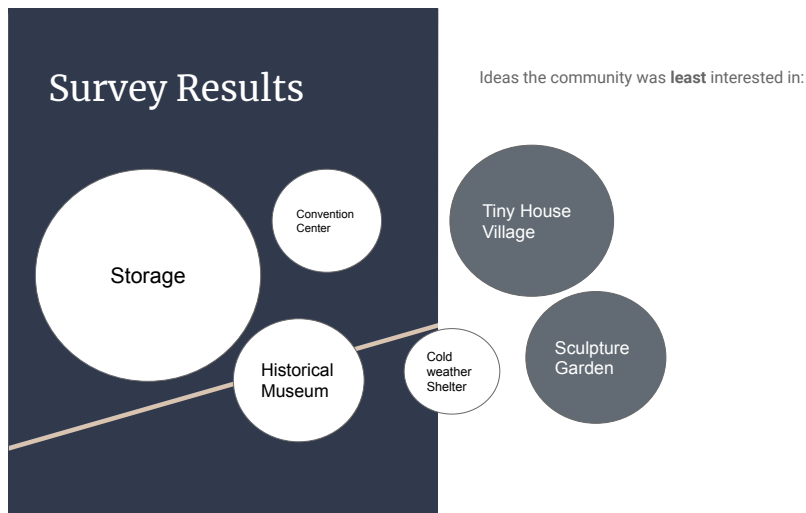 Survey Results
Ideas the community was least interested in:
Storage
Convention
Center
Tiny House
Village
Historical
Museum
Cold
weather
Shelter
Sculpture
Garden